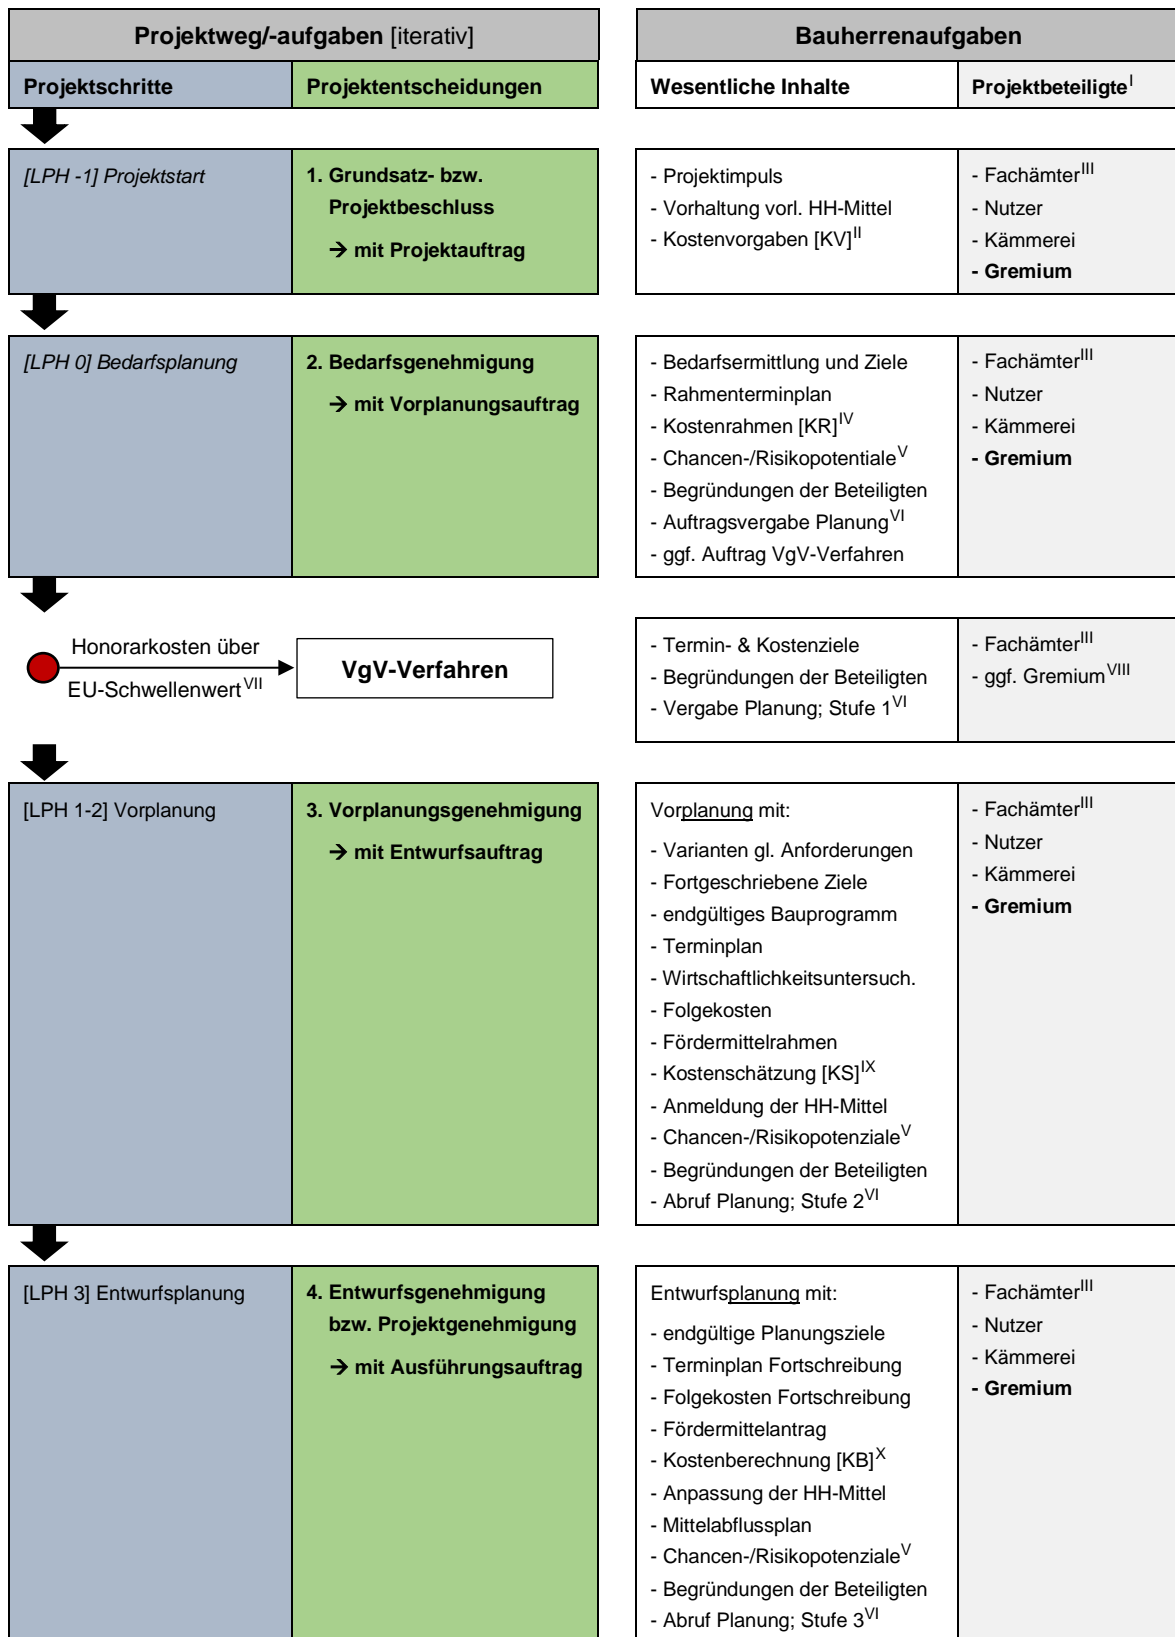 Projektweg/-aufgaben [iterativ]
Bauherrenaufgaben
Projektschritte
Projektentscheidungen
Wesentliche Inhalte
Projektbeteiligte I
[LPH -1] Projektstart
1. Grundsatz- bzw.
Projektbeschluss
→ mit Projektauftrag
- Projektimpuls
- Vorhaltung vorl. HH-Mittel
- Kostenvorgaben [KV] II
- Fachämter III
- Nutzer
- Kämmerei
- Gremium
[LPH 0] Bedarfsplanung
2. Bedarfsgenehmigung
→ mit Vorplanungsauftrag
- Bedarfsermittlung und Ziele
- Rahmenterminplan
- Kostenrahmen [KR] IV
- Chancen-/Risikopotentiale V
- Begründungen der Beteiligten
- Auftragsvergabe Planung VI
- ggf. Auftrag VgV-Verfahren
- Fachämter III
- Nutzer
- Kämmerei
- Gremium
Honorarkosten über
EU-Schwellenwert VII
VgV-Verfahren
- Termin- & Kostenziele
- Begründungen der Beteiligten
- Vergabe Planung; Stufe 1 VI
- Fachämter III
- ggf. Gremium VIII
[LPH 1-2] Vorplanung
3. Vorplanungsgenehmigung
→ mit Entwurfsauftrag
Vorplanung mit:
- Varianten gl. Anforderungen
- Fortgeschriebene Ziele
- endgültiges Bauprogramm
- Terminplan
- Wirtschaftlichkeitsuntersuch.
- Folgekosten
- Fördermittelrahmen
- Kostenschätzung [KS] IX
- Anmeldung der HH-Mittel
- Chancen-/Risikopotenziale V
- Begründungen der Beteiligten
- Abruf Planung; Stufe 2 VI
- Fachämter III
- Nutzer
- Kämmerei
- Gremium
[LPH 3] Entwurfsplanung
4. Entwurfsgenehmigung
bzw. Projektgenehmigung
→ mit Ausführungsauftrag
Entwurfsplanung mit:
- endgültige Planungsziele
- Terminplan Fortschreibung
- Folgekosten Fortschreibung
- Fördermittelantrag
- Kostenberechnung [KB] X
- Anpassung der HH-Mittel
- Mittelabflussplan
- Chancen-/Risikopotenziale V
- Begründungen der Beteiligten
- Abruf Planung; Stufe 3 VI
- Fachämter III
- Nutzer
- Kämmerei
- Gremium